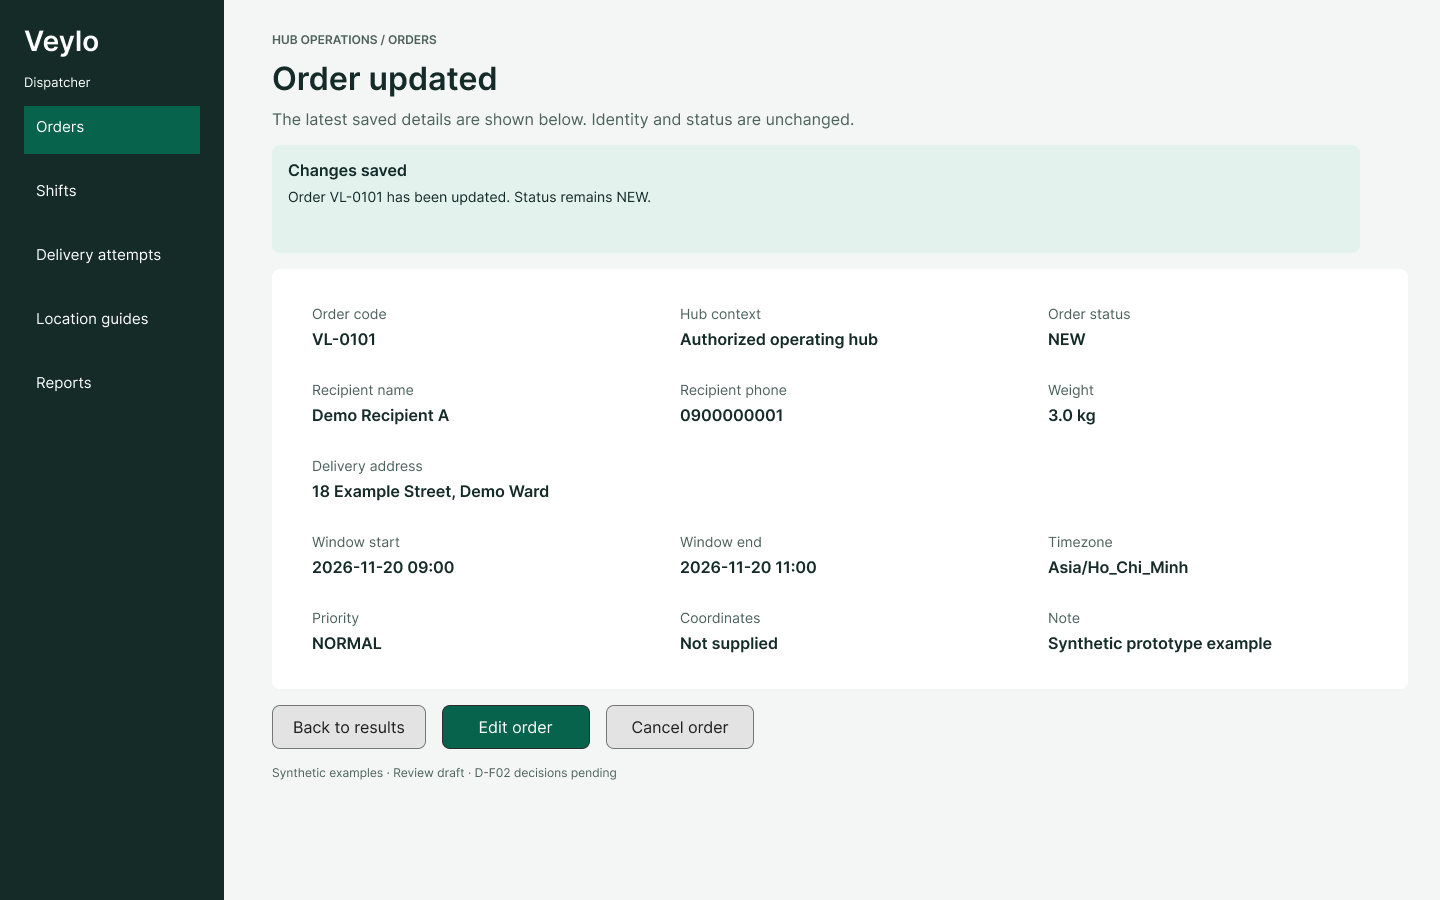 Veylo
Dispatcher
Orders
Shifts
Delivery attempts
Location guides
Reports
HUB OPERATIONS / ORDERS
Order updated
The latest saved details are shown below. Identity and status are unchanged.
Changes saved
Order VL-0101 has been updated. Status remains NEW.
Order code
VL-0101
Hub context
Authorized operating hub
Order status
NEW
Recipient name
Demo Recipient A
Recipient phone
0900000001
Weight
3.0 kg
Delivery address
18 Example Street, Demo Ward
Window start
2026-11-20 09:00
Window end
2026-11-20 11:00
Timezone
Asia/Ho_Chi_Minh
Priority
NORMAL
Coordinates
Not supplied
Note
Synthetic prototype example
Back to results
Edit order
Cancel order
Synthetic examples · Review draft · D-F02 decisions pending